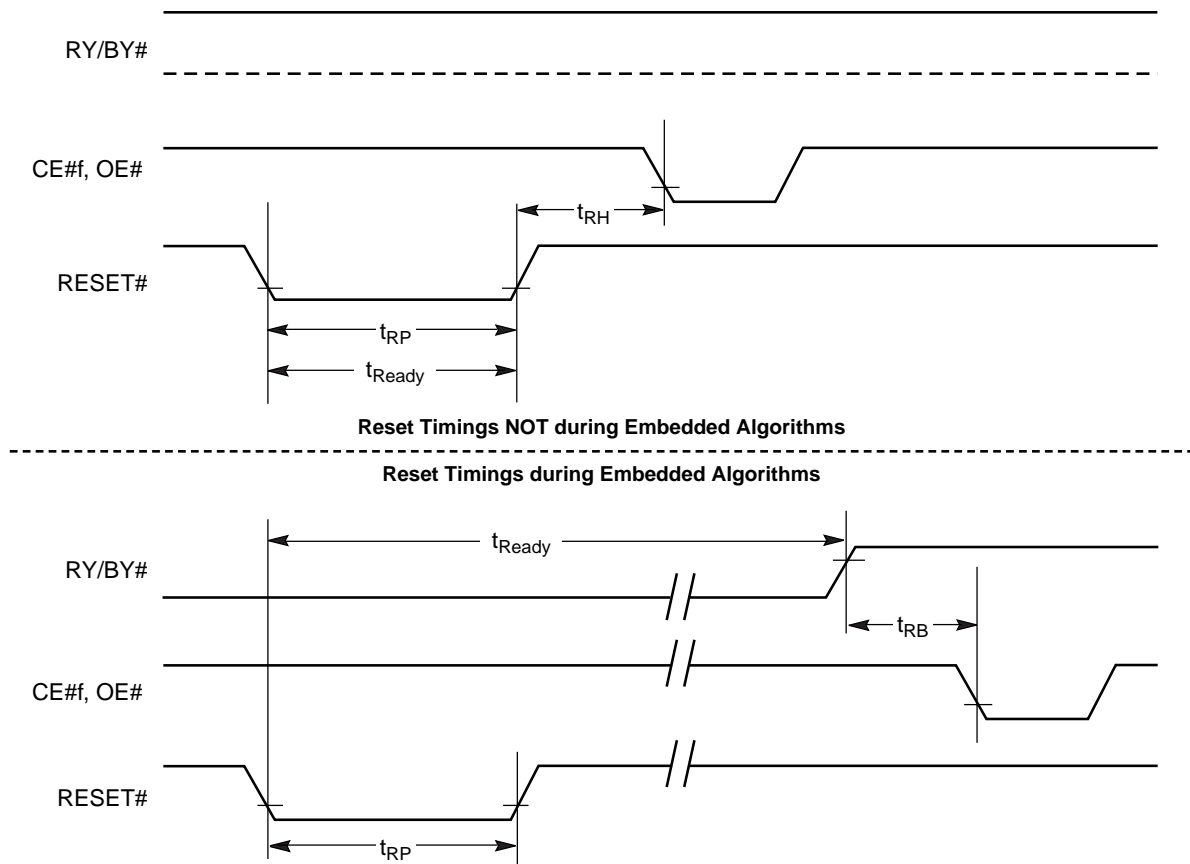 RY/BY#
CE#f, OE#
tRH
RESET#
tRP
tReady
Reset Timings NOT during Embedded Algorithms
Reset Timings during Embedded Algorithms
tReady
RY/BY#
tRB
CE#f, OE#
RESET#
tRP